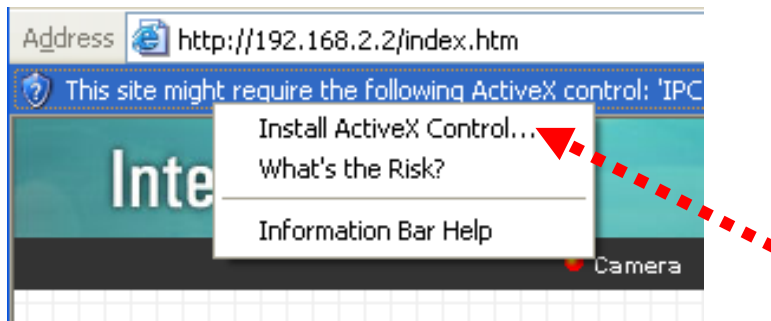 Address http://192.168.2.2/index.htm
This site might require the following ActiveX control: 'IPC
Install ActiveX Control...
Inte
What's the Risk?
Information Bar Help
Camera